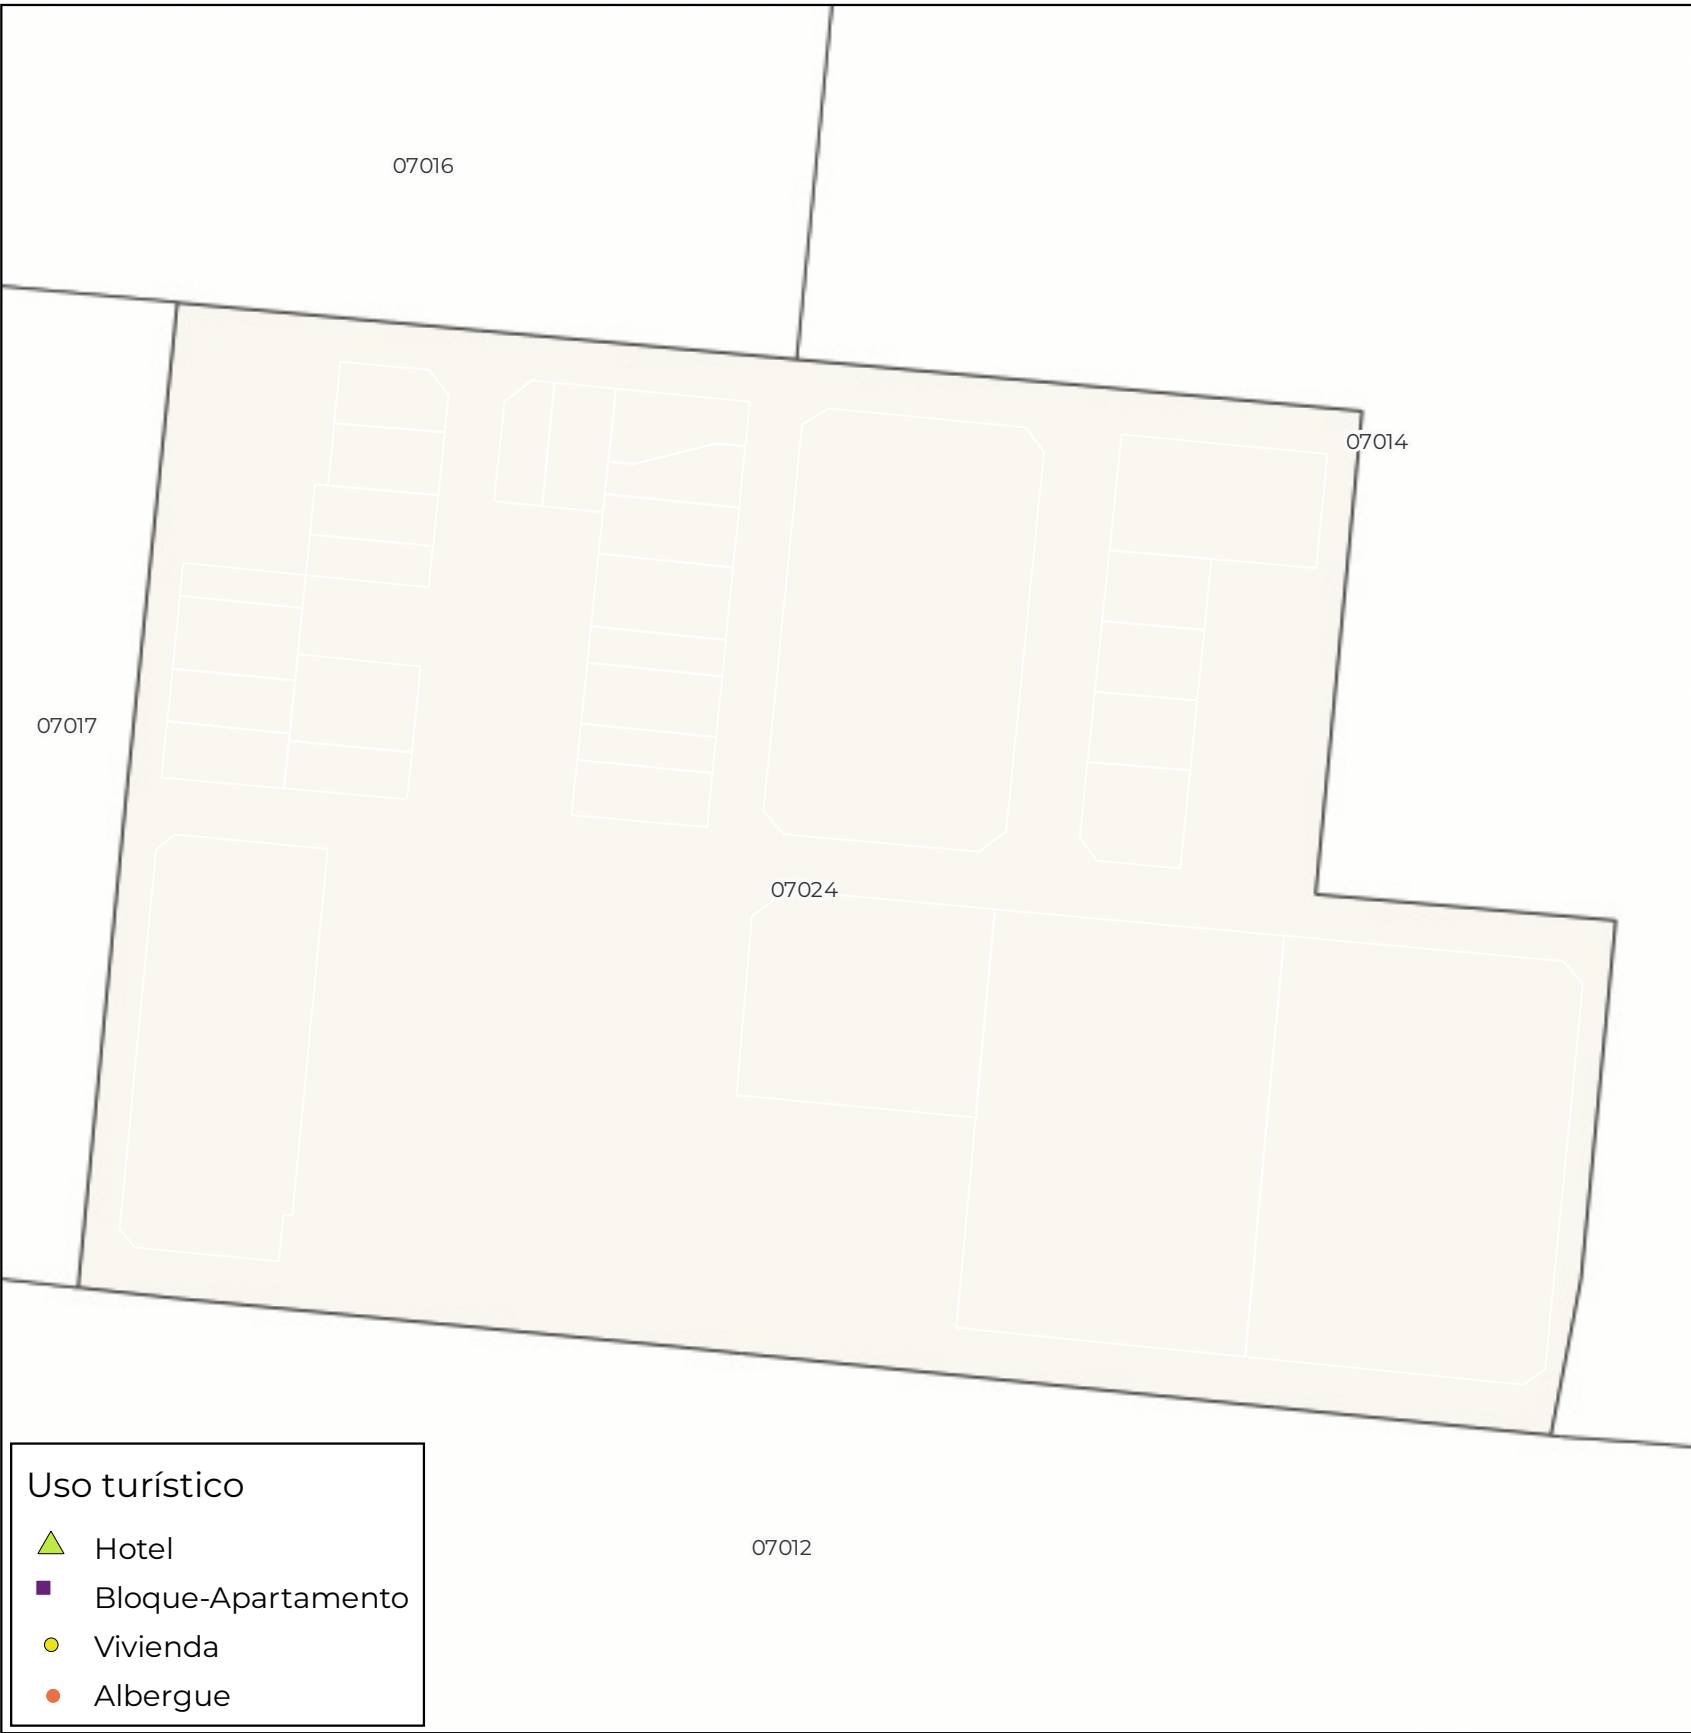 07016
07014
07017
07024
Uso turístico
Hotel
07012
Bloque-Apartamento
Vivienda
Albergue